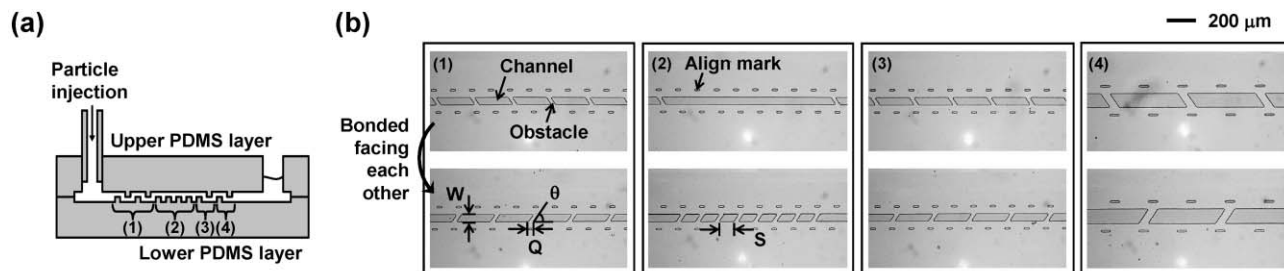 (a)
Particle
injection
Upper PDMS layer
(1) (2) (3)(4)
Lower PDMS layer
(b)
200 μm
Bonded
facing
each
other
(1)
Channel
Obstacle
(2)
Align mark
(3)
(4)
W
θ
Q
S